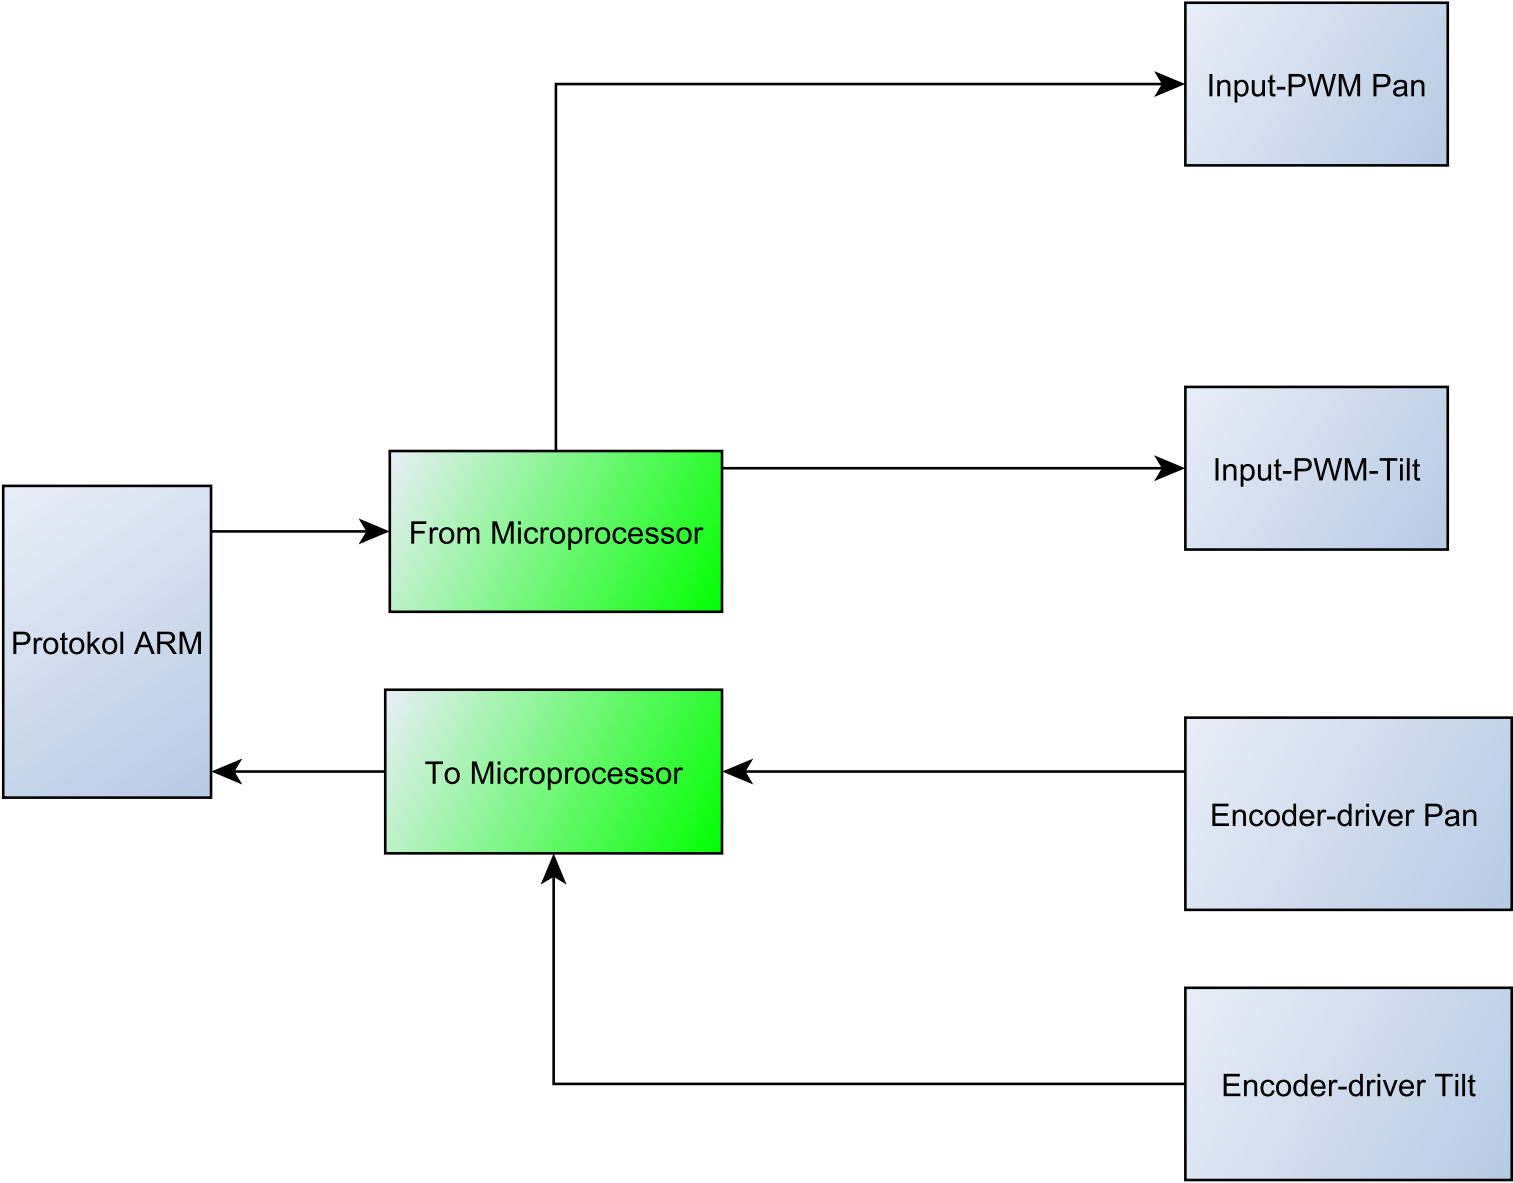 Input-PWM Pan
Input-PWM-Tilt
From Microprocessor
Protokol ARM
To Microprocessor
Encoder-driver Pan
Encoder-driver Tilt